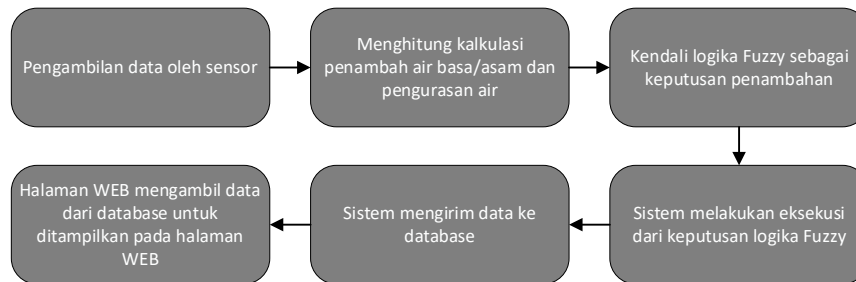 Pengambilan data oleh sensor
Menghitung kalkulasi
penambah air basa/asam dan
pengurasan air
Kendali logika Fuzzy sebagai
keputusan penambahan
Sistem melakukan eksekusi
dari keputusan logika Fuzzy
Sistem mengirim data ke
database
Halaman WEB mengambil data
dari database untuk
ditampilkan pada halaman
WEB